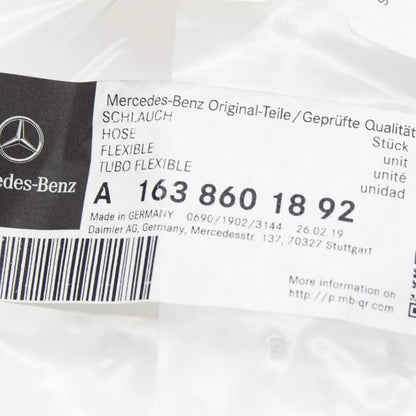 Mercedes-Benz Original-Teile/Geprüfte Qualität
SCHLAUCH Stück
HOSE unit
FLEXIBLE unité
TUBO FLEXIBLE unidad
A 163 860 18 92
Made in GERMANY 0690/1902/3144 26.02.19
Daimler AG, Germany, Mercedesstr. 137, 70327 Stuttgart
More information on
http://p.mb-qr.com